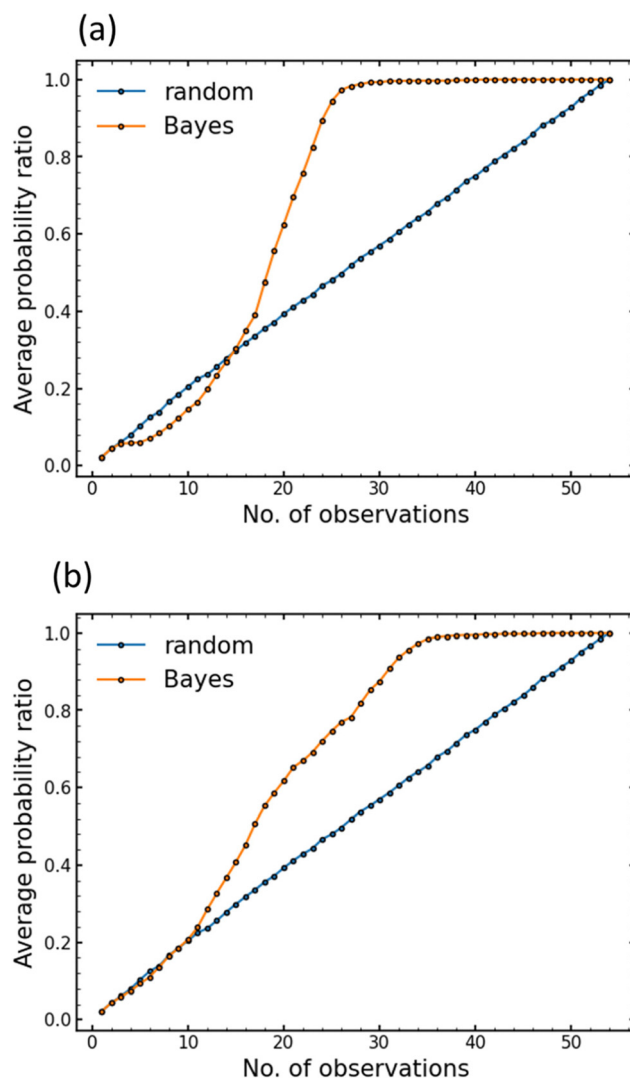 (a)
1.0
0.8
0.6
0.4
0.2
0.0
Average probability ratio
random
Bayes
0 10 20 30 40 50
No. of observations
(b)
1.0
0.8
0.6
0.4
0.2
0.0
Average probability ratio
random
Bayes
0 10 20 30 40 50
No. of observations